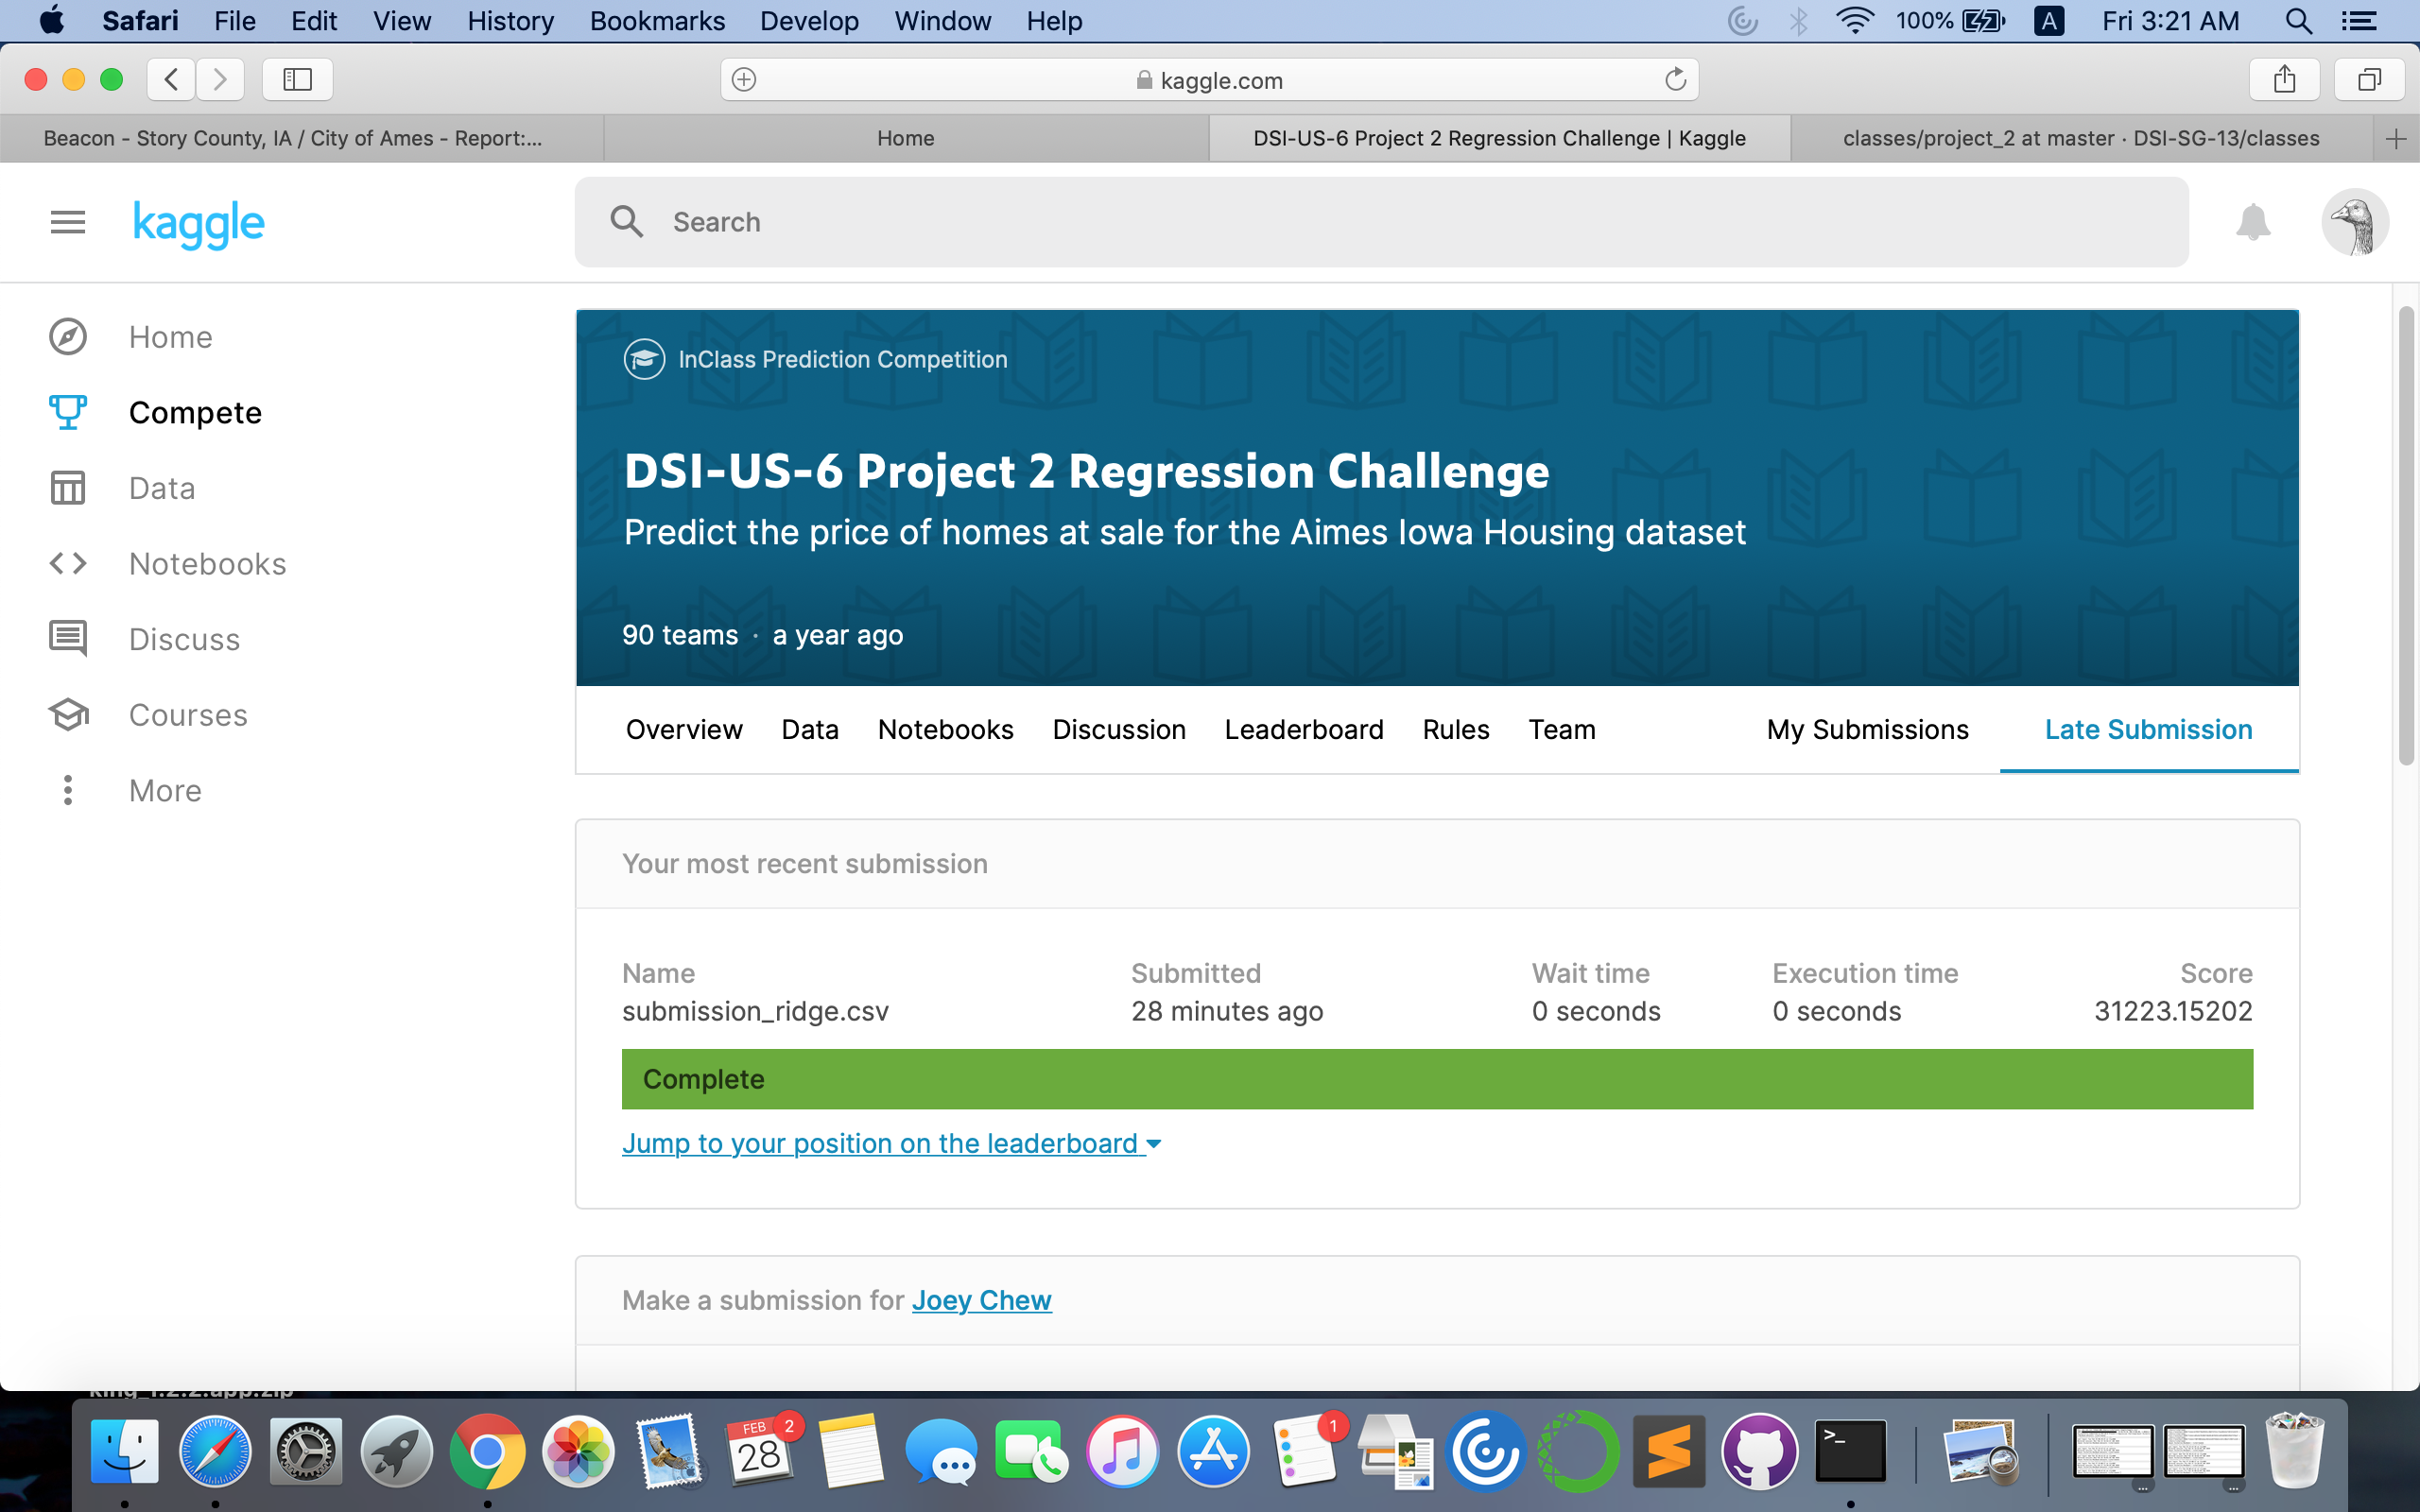 Safari File Edit View History Bookmarks Develop Window Help 100% A Fri 3:21 AM
kaggle.com
Beacon - Story County, IA / City of Ames - Report:... Home DSI-US-6 Project 2 Regression Challenge | Kaggle classes/project_2 at master · DSI-SG-13/classes
kaggle Search
Home
Compete
Data
Notebooks
Discuss
Courses
More
InClass Prediction Competition
DSI-US-6 Project 2 Regression Challenge
Predict the price of homes at sale for the Aimes Iowa Housing dataset
90 teams · a year ago
Overview Data Notebooks Discussion Leaderboard Rules Team My Submissions Late Submission
Your most recent submission
Name Submitted Wait time Execution time Score
submission_ridge.csv 28 minutes ago 0 seconds 0 seconds 31223.15202
Complete
Jump to your position on the leaderboard
Make a submission for Joey Chew
FEB 2
28
1
>_